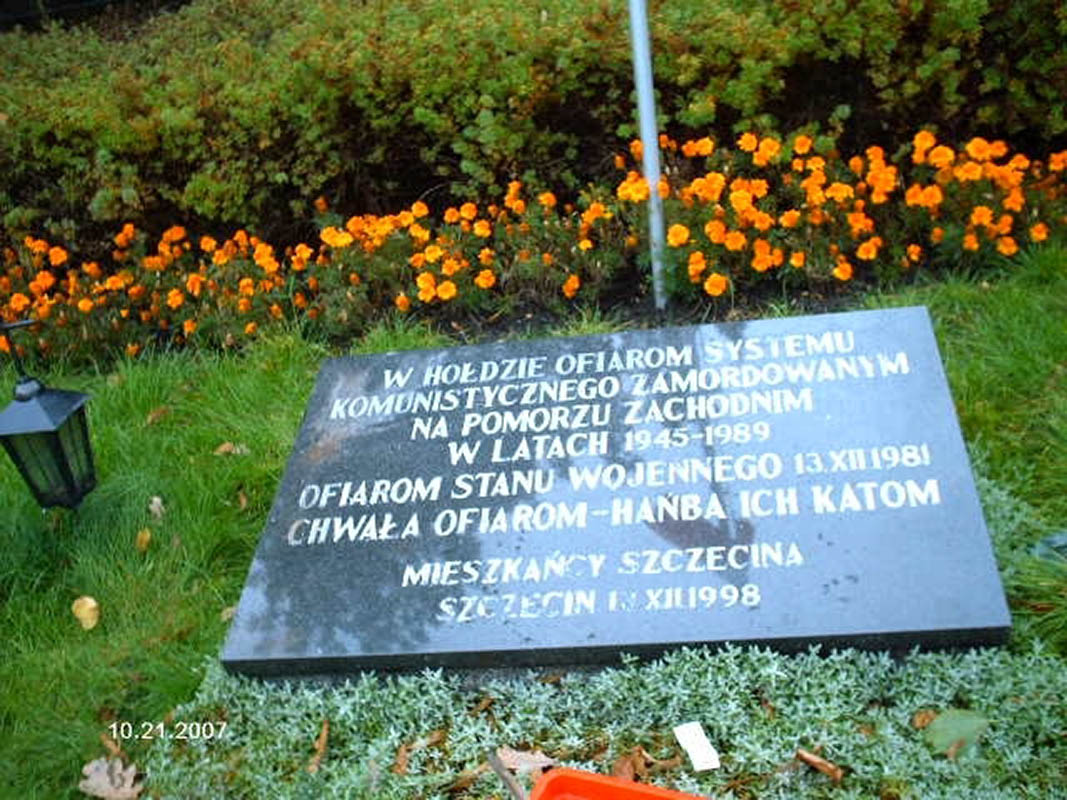 W HOŁDZIE OFIAROM SYSTEMU
KOMUNISTYCZNEGO ZAMORDOWANYM
NA POMORZU ZACHODNIM
W LATACH 1945-1989
OFIAROM STANU WOJENNEGO 13.XII.1981
CHWAŁA OFIAROM-HAŃBA ICH KATOM
MIESZKAŃCY SZCZECINA
SZCZECIN XII.1998
10.21.2007